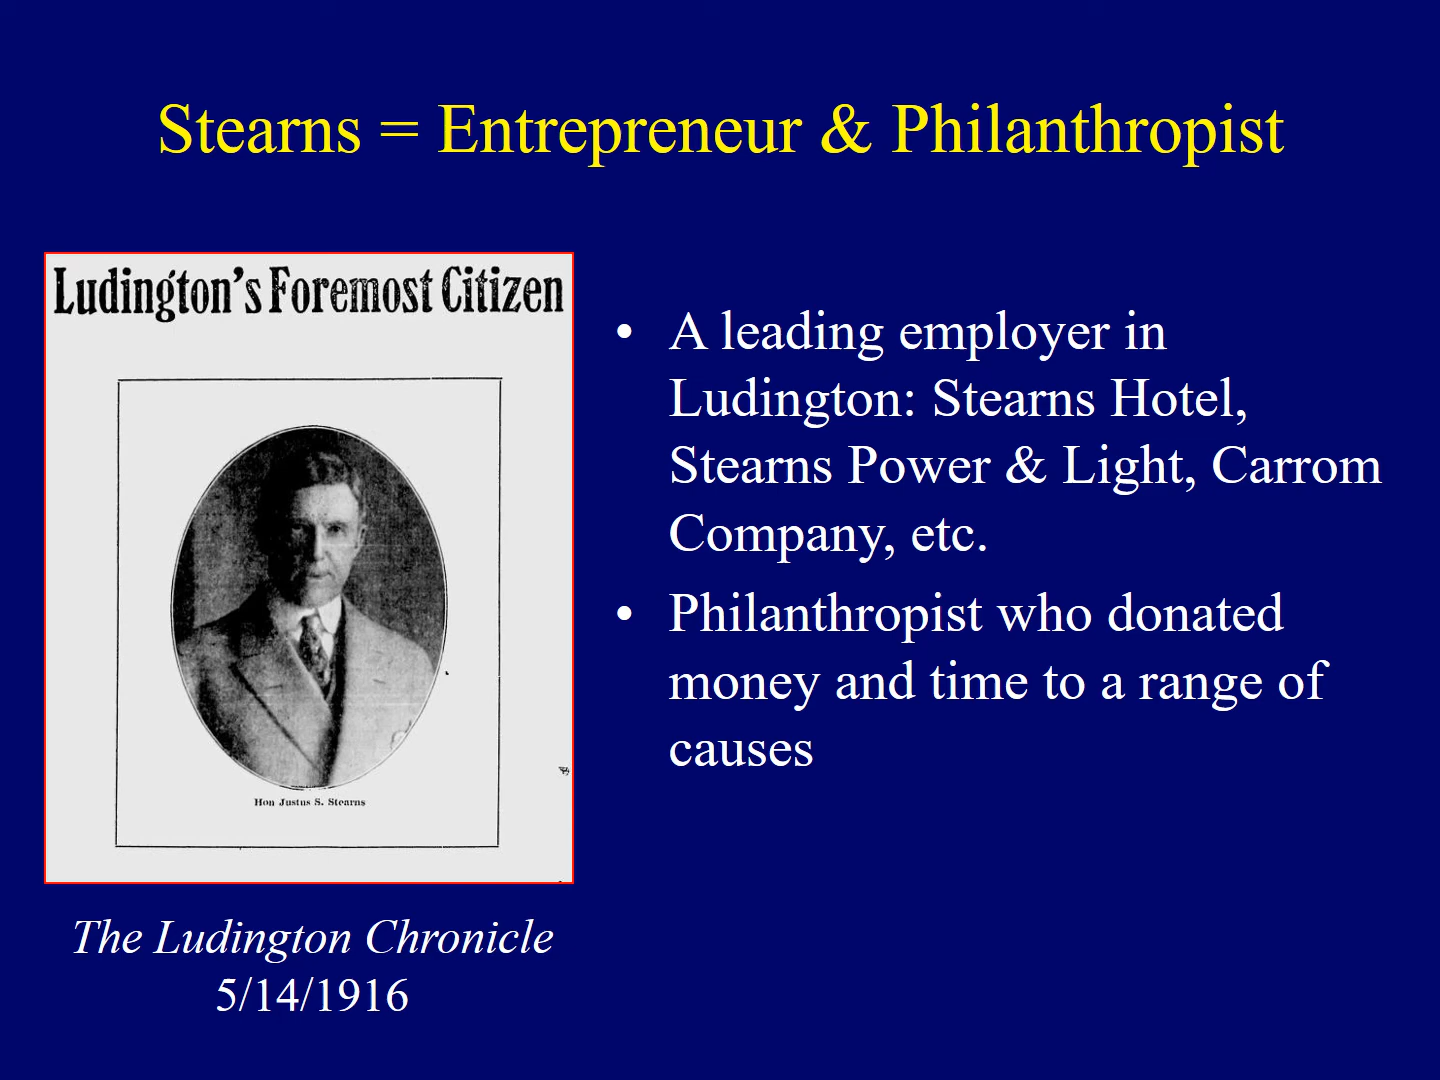 Stearns = Entrepreneur & Philanthropist
Ludington's Foremost Citizen
Hon Justus S. Stearns
The Ludington Chronicle
5/14/1916
• A leading employer in
Ludington: Stearns Hotel,
Stearns Power & Light, Carrom
Company, etc.
• Philanthropist who donated
money and time to a range of
causes